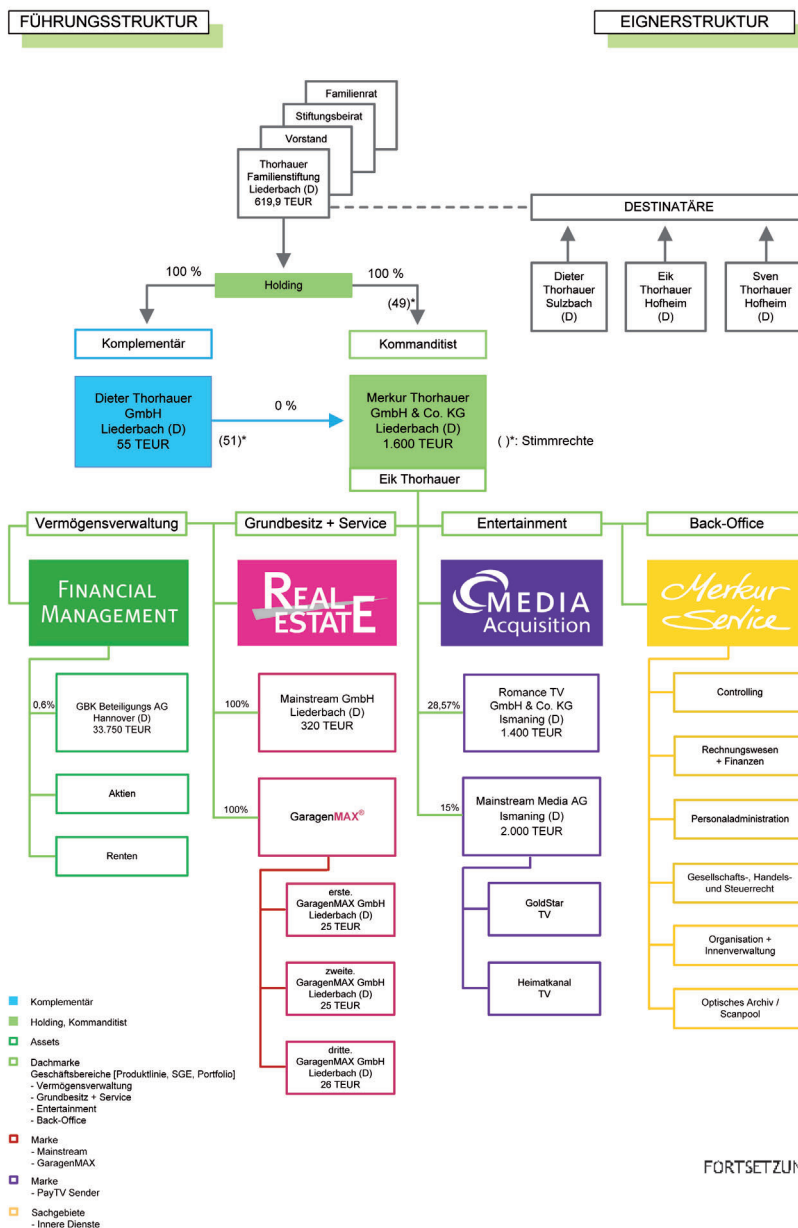 FÜHRUNGSSTRUKTUR
EIGNERSTRUKTUR
Familienrat
Stiftungsbeirat
Vorstand
Thorhauer
Familienstiftung
Liederbach (D)
619,9 TEUR
DESTINATÄRE
Dieter
Thorhauer
Sulzbach
(D)
Eik
Thorhauer
Hofheim
(D)
Sven
Thorhauer
Hofheim
(D)
100 %
Holding
100 %
(49)*
Komplementär
Kommanditist
Dieter Thorhauer
GmbH
Liederbach (D)
55 TEUR
0 %
(51)*
Merkur Thorhauer
GmbH & Co. KG
Liederbach (D)
1.600 TEUR
( )*: Stimmrechte
Eik Thorhauer
Vermögensverwaltung
Grundbesitz + Service
Entertainment
Back-Office
FINANCIAL
MANAGEMENT
REAL
ESTATE
MEDIA
Acquisition
Merkur
Service
0,6%
GBK Beteiligungs AG
Hannover (D)
33.750 TEUR
Aktien
Renten
100%
Mainstream GmbH
Liederbach (D)
320 TEUR
100%
GaragenMAX®
erste.
GaragenMAX GmbH
Liederbach (D)
25 TEUR
zweite.
GaragenMAX GmbH
Liederbach (D)
25 TEUR
dritte.
GaragenMAX GmbH
Liederbach (D)
26 TEUR
28,57%
Romance TV
GmbH & Co. KG
Ismaning (D)
1.400 TEUR
15%
Mainstream Media AG
Ismaning (D)
2.000 TEUR
GoldStar
TV
Heimatkanal
TV
Controlling
Rechnungswesen
+ Finanzen
Personaladministration
Gesellschafts-, Handels-
und Steuerrecht
Organisation +
Innenverwaltung
Optisches Archiv /
Scanpool
Komplementär
Holding, Kommanditist
Assets
Dachmarke
Geschäftsbereiche [Produktlinie, SGE, Portfolio]
- Vermögensverwaltung
- Grundbesitz + Service
- Entertainment
- Back-Office
Marke
- Mainstream
- GaragenMAX
Marke
- PayTV Sender
Sachgebiete
- Innere Dienste
FORTSETZUN